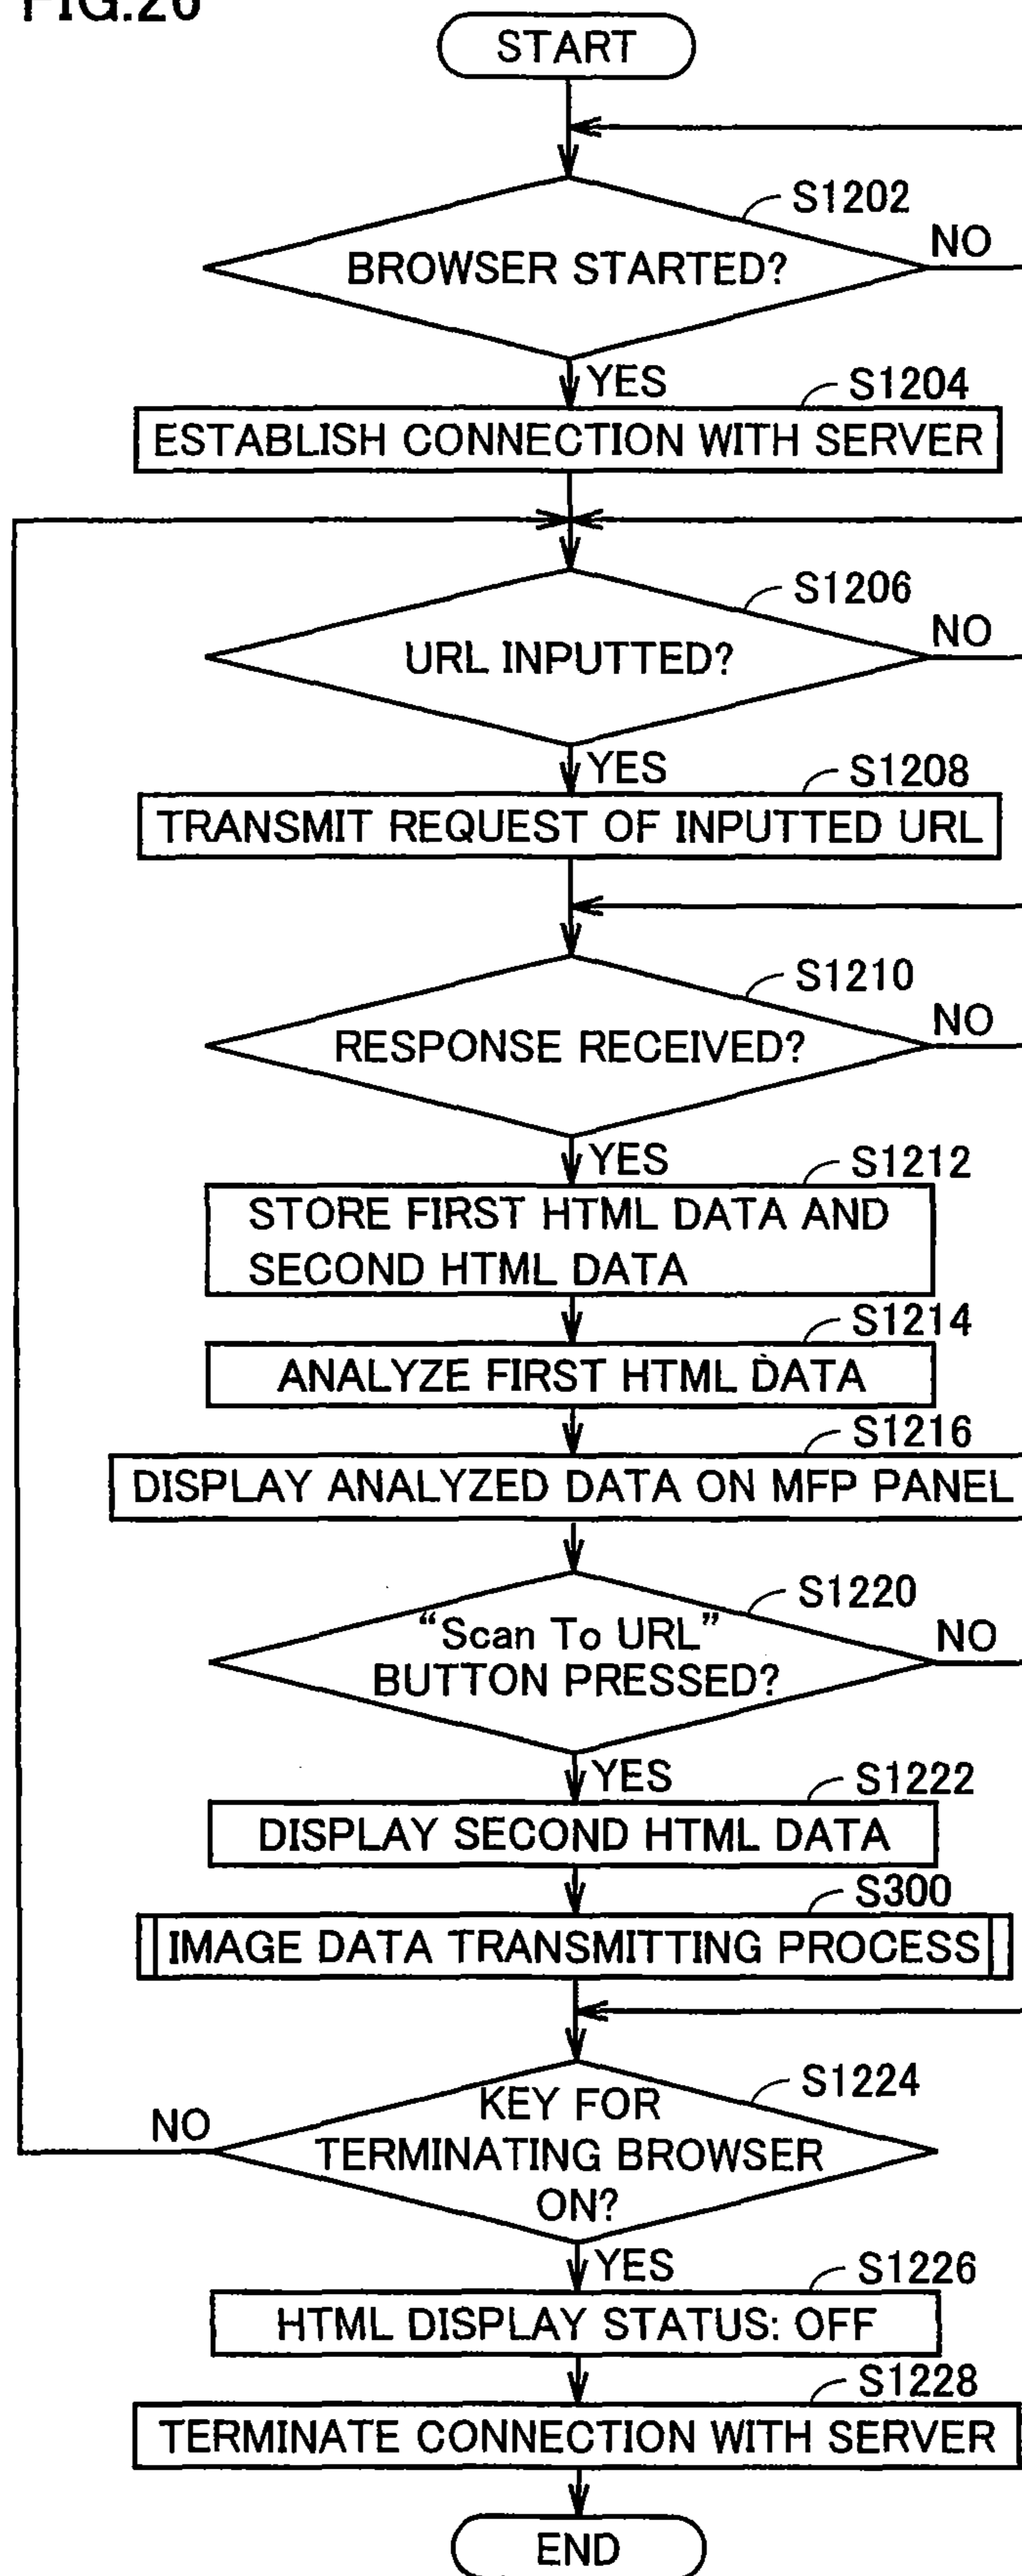 FIG.26
START
S1202
BROWSER STARTED?
NO
YES
S1204
ESTABLISH CONNECTION WITH SERVER
S1206
URL INPUTTED?
NO
YES
S1208
TRANSMIT REQUEST OF INPUTTED URL
S1210
RESPONSE RECEIVED?
NO
YES
S1212
STORE FIRST HTML DATA AND
SECOND HTML DATA
S1214
ANALYZE FIRST HTML DATA
S1216
DISPLAY ANALYZED DATA ON MFP PANEL
S1220
“Scan To URL”
BUTTON PRESSED?
NO
YES
S1222
DISPLAY SECOND HTML DATA
S300
IMAGE DATA TRANSMITTING PROCESS
S1224
KEY FOR
TERMINATING BROWSER
ON?
NO
YES
S1226
HTML DISPLAY STATUS: OFF
S1228
TERMINATE CONNECTION WITH SERVER
END